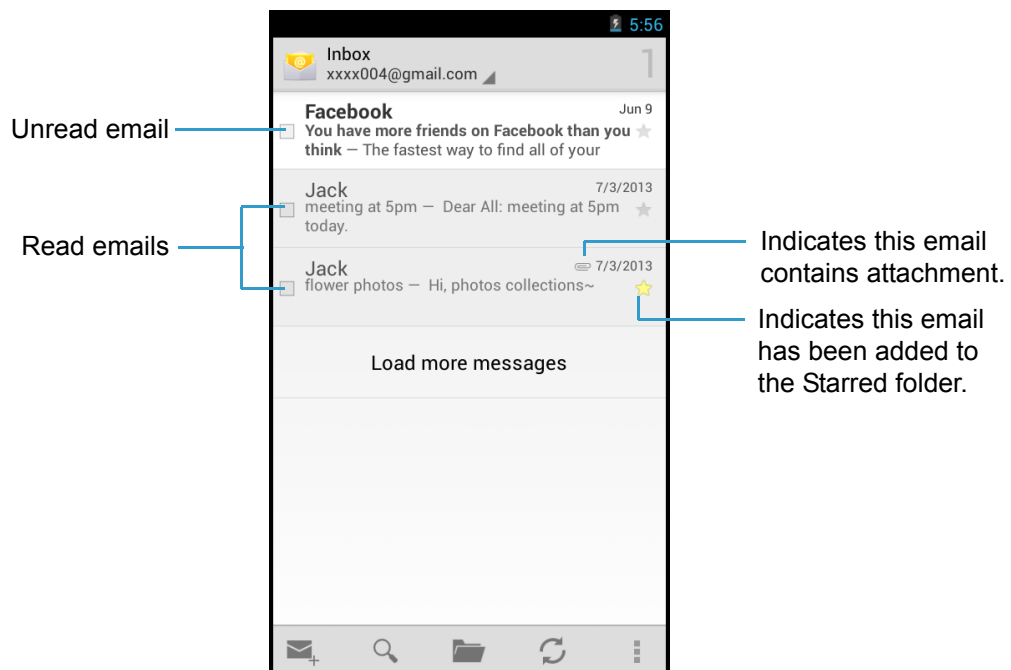 5:56
Inbox
xxxx004@gmail.com
1
Unread email
Facebook
Jun 9
You have more friends on Facebook than you
think — The fastest way to find all of your
Read emails
Jack
7/3/2013
meeting at 5pm — Dear All: meeting at 5pm
today.
Jack
7/3/2013
flower photos — Hi, photos collections~
Indicates this email
contains attachment.
Indicates this email
has been added to
the Starred folder.
Load more messages